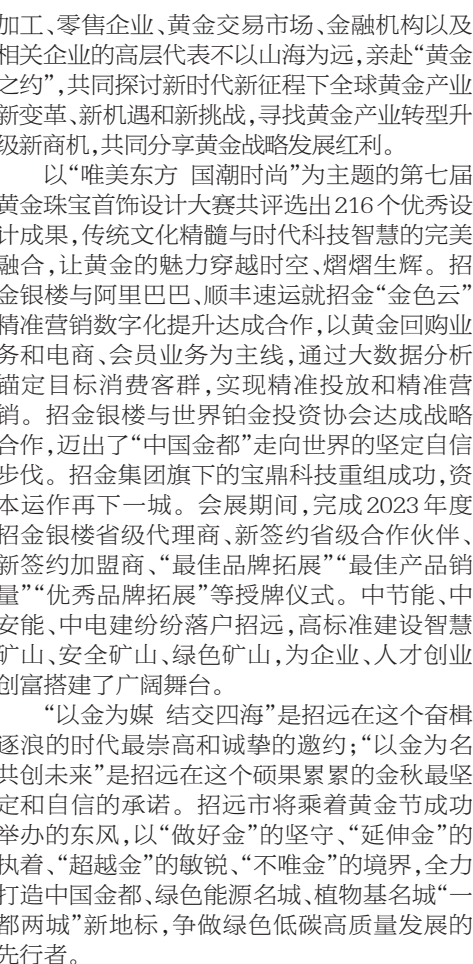 加工、零售企业、黄金交易市场、金融机构以及
相关企业的高层代表不以山海为远,亲赴“黄金
之约”,共同探讨新时代新征程下全球黄金产业
新变革、新机遇和新挑战,寻找黄金产业转型升
级新商机,共同分享黄金战略发展红利。
以“唯美东方 国潮时尚”为主题的第七届
黄金珠宝首饰设计大赛共评选出216个优秀设
计成果,传统文化精髓与时代科技智慧的完美
融合,让黄金的魅力穿越时空、熠熠生辉。招
金银楼与阿里巴巴、顺丰速运就招金“金色云”
精准营销数字化提升达成合作,以黄金回购业
务和电商、会员业务为主线,通过大数据分析
锚定目标消费客群,实现精准投放和精准营
销。招金银楼与世界铂金投资协会达成战略
合作,迈出了“中国金都”走向世界的坚定自信
步伐。招金集团旗下的宝鼎科技重组成功,资
本运作再下一城。会展期间,完成2023年度
招金银楼省级代理商、新签约省级合作伙伴、
新签约加盟商、“最佳品牌拓展”“最佳产品销
量”“优秀品牌拓展”等授牌仪式。中节能、中
安能、中电建纷纷落户招远,高标准建设智慧
矿山、安全矿山、绿色矿山,为企业、人才创业
创富搭建了广阔舞台。
“以金为媒 结交四海”是招远在这个奋楫
逐浪的时代最崇高和诚挚的邀约;“以金为名
共创未来”是招远在这个硕果累累的金秋最坚
定和自信的承诺。招远市将乘着黄金节成功
举办的东风,以“做好金”的坚守、“延伸金”的
执着、“超越金”的敏锐、“不唯金”的境界,全力
打造中国金都、绿色能源名城、植物基名城“一
都两城”新地标,争做绿色低碳高质量发展的
先行者。